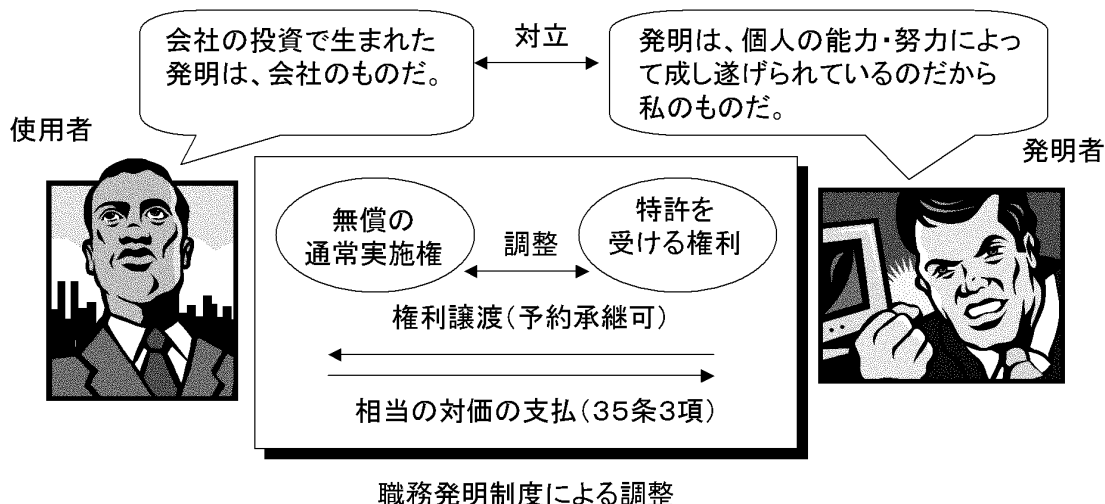 会社の投資で生まれた
発明は、会社のものだ。
対立
発明は、個人の能力・努力によっ
て成し遂げられているのだから
私のものだ。
使用者
発明者
無償の
通常実施権
調整
特許を
受ける権利
権利譲渡(予約承継可)
相当の対価の支払(35条3項)
職務発明制度による調整